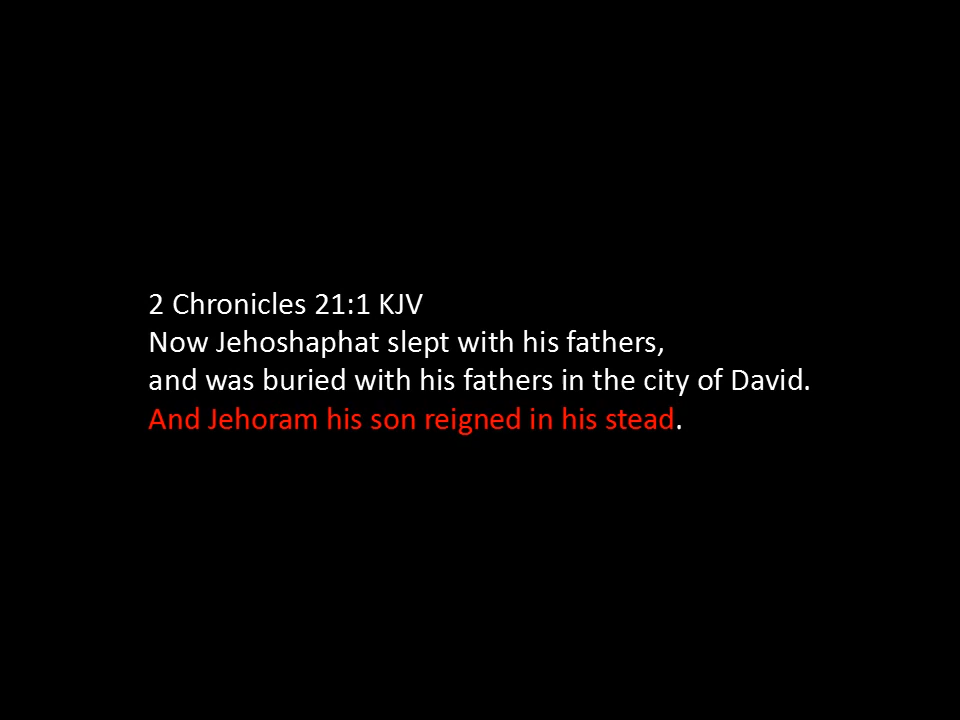 2 Chronicles 21:1 KJV
Now Jehoshaphat slept with his fathers,
and was buried with his fathers in the city of David.
And Jehoram his son reigned in his stead.